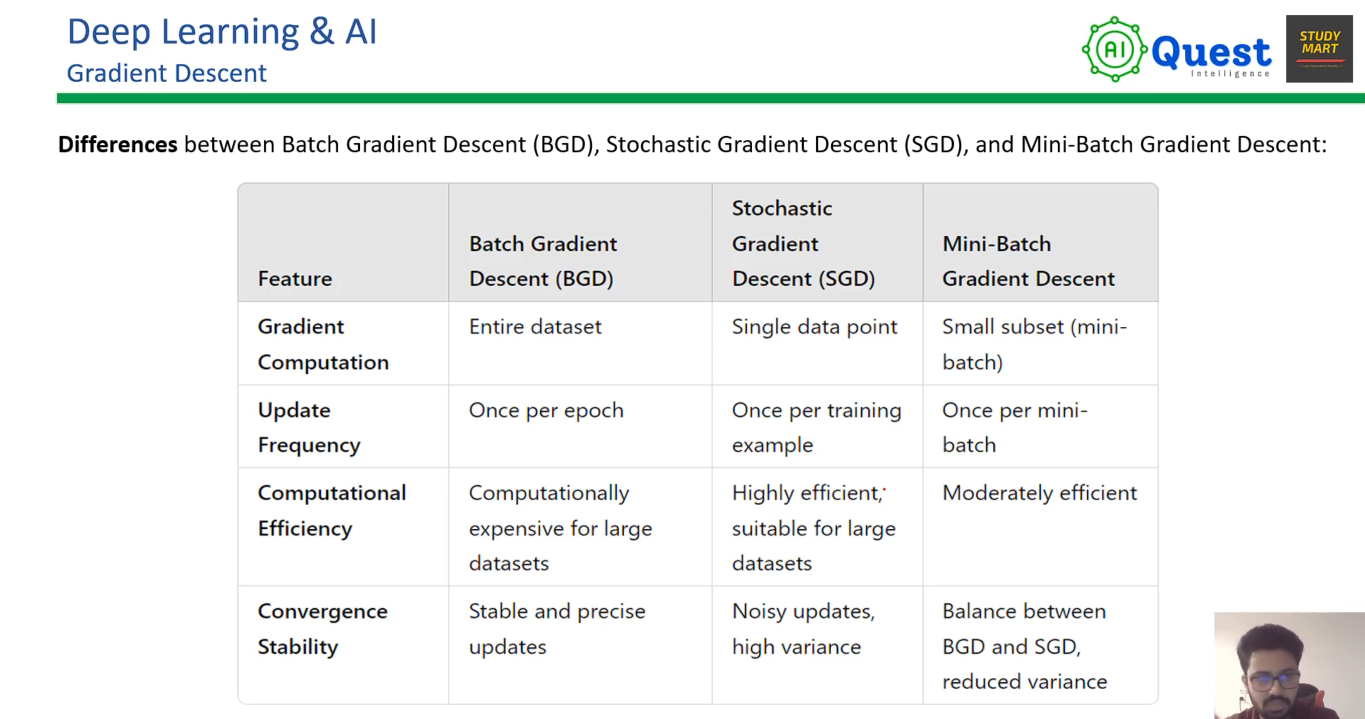 Deep Learning & AI
Gradient Descent
AI Quest
Intelligence
STUDY
MART
Differences between Batch Gradient Descent (BGD), Stochastic Gradient Descent (SGD), and Mini-Batch Gradient Descent:
Feature
Batch Gradient
Descent (BGD)
Stochastic
Gradient
Descent (SGD)
Mini-Batch
Gradient Descent
Gradient
Computation
Entire dataset
Single data point
Small subset (mini-
batch)
Update
Frequency
Once per epoch
Once per training
example
Once per mini-
batch
Computational
Efficiency
Computationally
expensive for large
datasets
Highly efficient,
suitable for large
datasets
Moderately efficient
Convergence
Stability
Stable and precise
updates
Noisy updates,
high variance
Balance between
BGD and SGD,
reduced variance